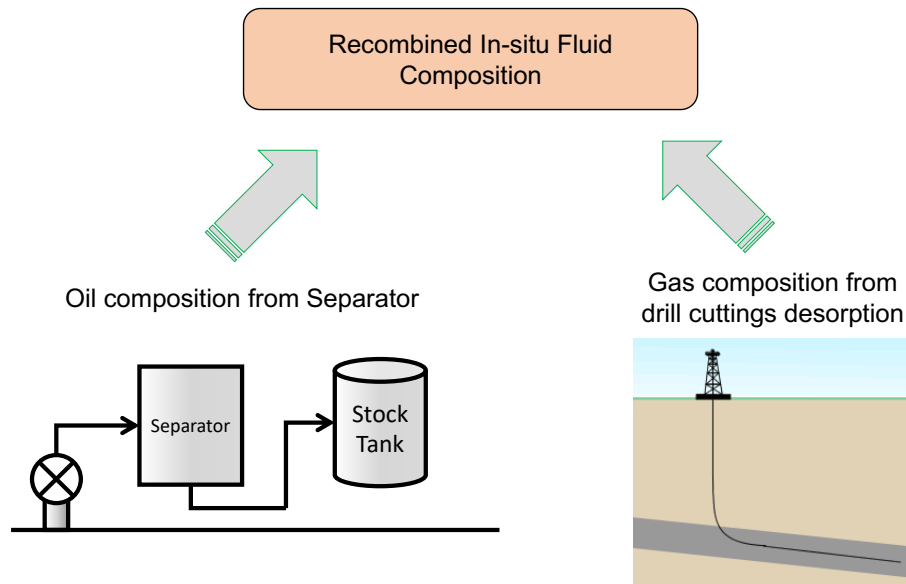 Recombined In-situ Fluid
Composition
Oil composition from Separator
Gas composition from
drill cuttings desorption
Separator
Stock
Tank